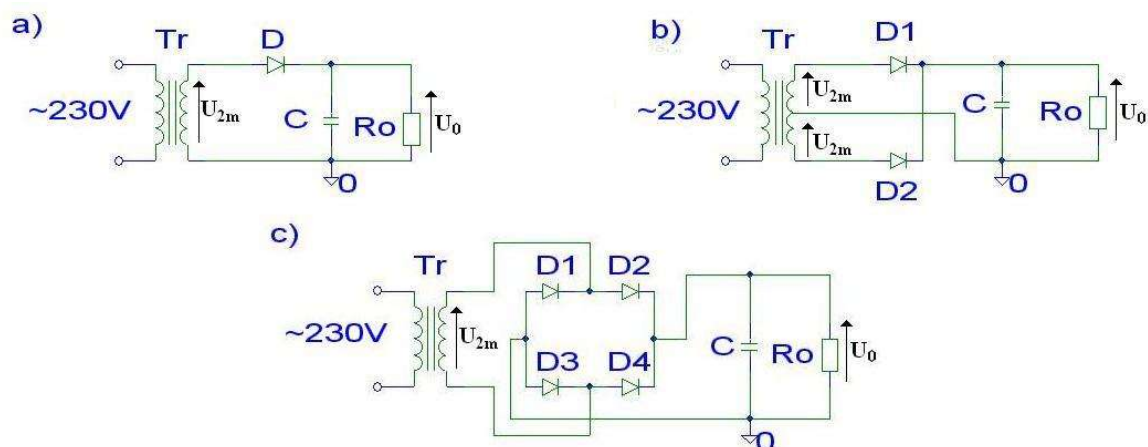 a)
Tr
D
~230V
U2m
C
Ro
U0
0
b)
Tr
D1
~230V
U2m
U2m
C
Ro
U0
D2
0
c)
Tr
D1
D2
~230V
U2m
D3
D4
C
Ro
U0
0